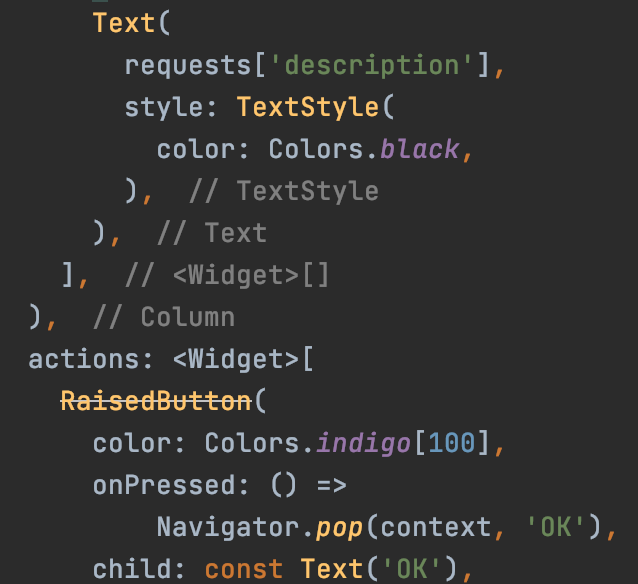 Text(
requests['description'],
style: TextStyle(
color: Colors.black,
),  // TextStyle
),  // Text
],  // <Widget>[]
),  // Column
actions: <Widget>[
RaisedButton(
color: Colors.indigo[100],
onPressed: () =>
Navigator.pop(context, 'OK'),
child: const Text('OK'),